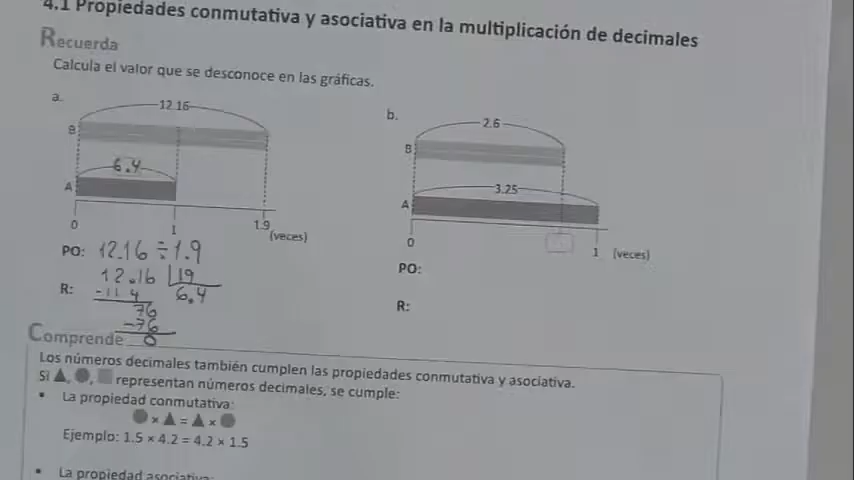 4.1 Propiedades conmutativa y asociativa en la multiplicación de decimales
Recuerda
Calcula el valor que se desconoce en las gráficas.
a.
12.16
B
6.4
A
0 1 1.9 (veces)
PO: 12.16 ÷ 1.9
R: 12.16 19
-11 4 6.4
76
-76
0
b.
2.6
B
3.25
A
0 1 (veces)
PO:
R:
Comprende
Los números decimales también cumplen las propiedades conmutativa y asociativa.
Si ▲, ●, ■ representan números decimales, se cumple:
• La propiedad conmutativa:
● × ▲ = ▲ × ●
Ejemplo: 1.5 × 4.2 = 4.2 × 1.5
• La propiedad asociativa: